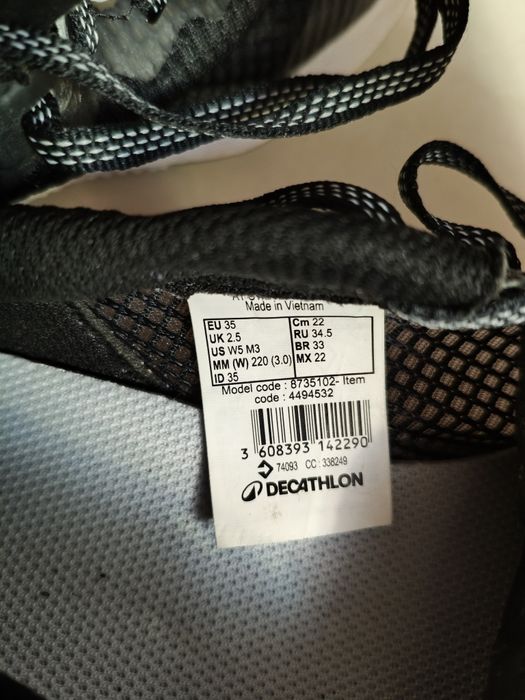 Made in Vietnam
EU 35
UK 2.5
US W5 M3
MM (W) 220 (3.0)
ID 35
Cm 22
RU 34.5
BR 33
MX 22
Model code : 8735102- Item
code : 4494532
3 608393 142290
74093 CC : 338249
DECATHLON